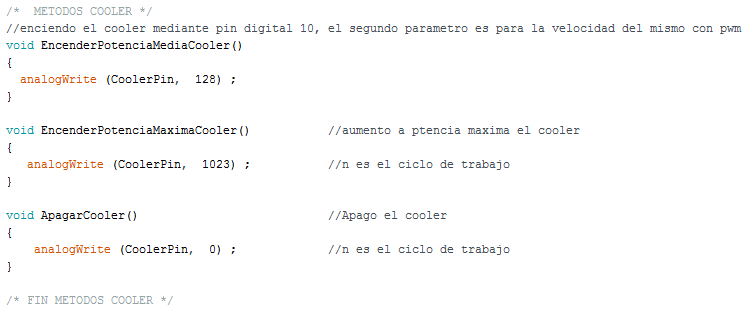 /*  METODOS COOLER */
//enciendo el cooler mediante pin digital 10, el segundo parametro es para la velocidad del mismo con pwm
void EncenderPotenciaMediaCooler()
{
  analogWrite (CoolerPin,  128) ;
}
void EncenderPotenciaMaximaCooler()           //aumento a ptencia maxima el cooler
{
   analogWrite (CoolerPin,  1023) ;           //n es el ciclo de trabajo
}
void ApagarCooler()                           //Apago el cooler
{
    analogWrite (CoolerPin,  0) ;             //n es el ciclo de trabajo
}
/* FIN METODOS COOLER */